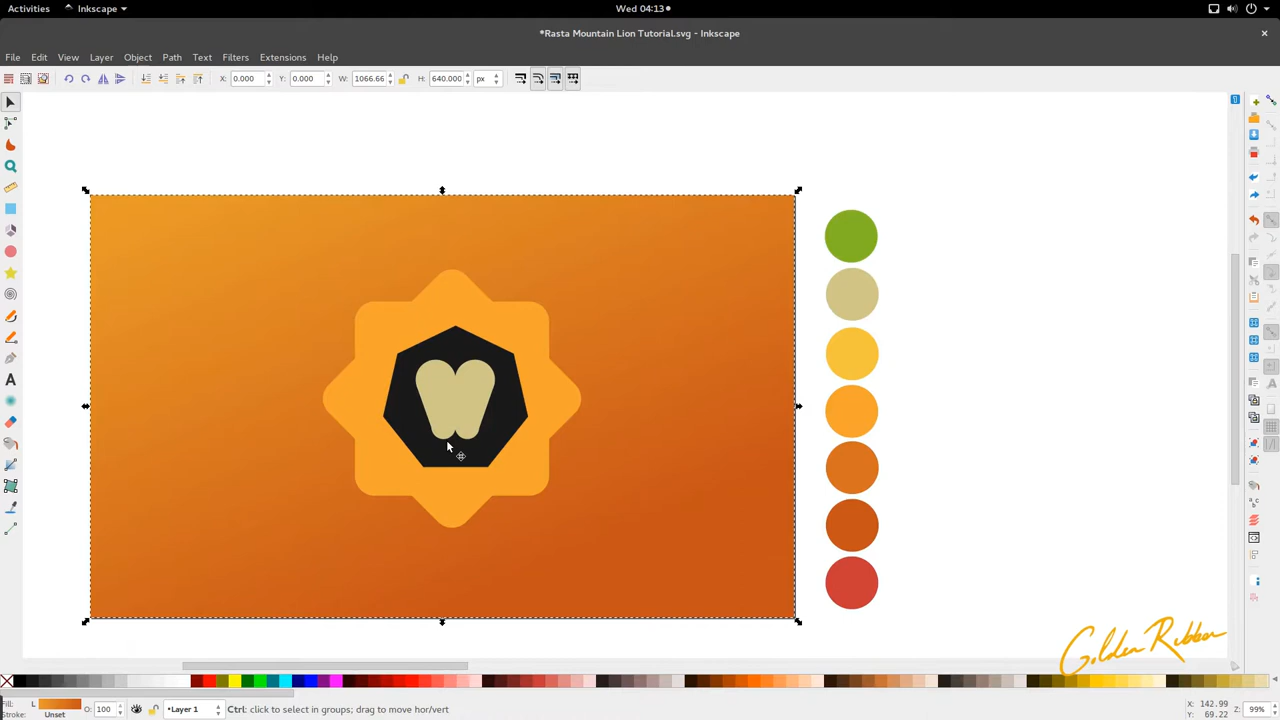 Activities Inkscape Wed 04:13
*Rasta Mountain Lion Tutorial.svg - Inkscape
File Edit View Layer Object Path Text Filters Extensions Help
X: 0.000 Y: 0.000 W: 1066.66 H: 640.000 px
Golden Ribbon
Fill: L O: 100 •Layer 1 Ctrl: click to select in groups; drag to move hor/vert X: 142.99 Z: 99%
Stroke: Unset Y: 69.22